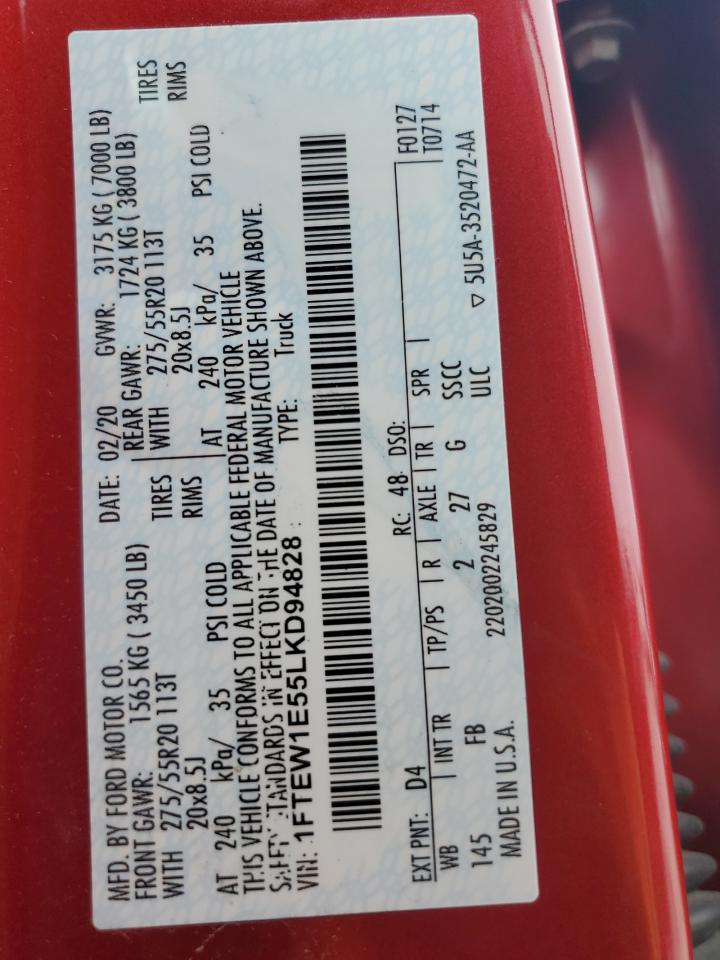 MFD. BY FORD MOTOR CO.
DATE: 02/20 GVWR: 3175 KG ( 7000 LB)
FRONT GAWR: 1565 KG ( 3450 LB) REAR GAWR: 1724 KG ( 3800 LB)
WITH 275/55R20 113T TIRES WITH 275/55R20 113T TIRES
20x8.5J RIMS 20x8.5J RIMS
AT 240 kPa/ 35 PSI COLD AT 240 kPa/ 35 PSI COLD
THIS VEHICLE CONFORMS TO ALL APPLICABLE FEDERAL MOTOR VEHICLE
SAFETY STANDARDS IN EFFECT ON THE DATE OF MANUFACTURE SHOWN ABOVE.
VIN: 1FTEW1E55LKD94828 TYPE: Truck
EXT PNT: D4 RC: 48 DSO: F0127
WB INT TR TP/PS R AXLE TR SPR T0714
145 FB 2 27 G SSCC
MADE IN U.S.A. 2202002245829 ULC ▽ 5U5A-3520472-AA